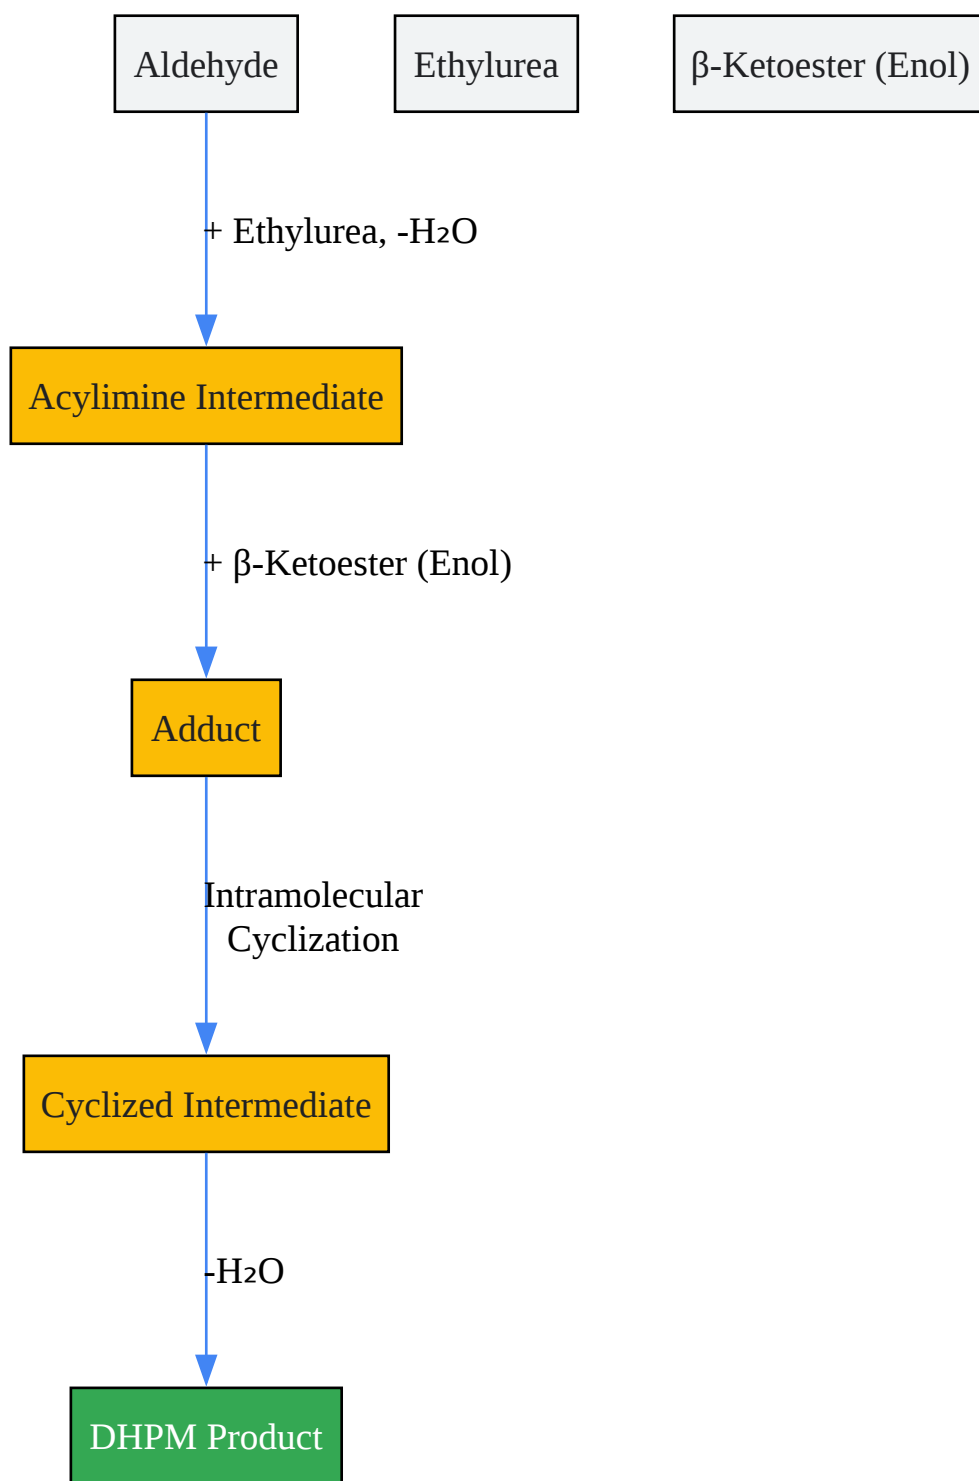 Aldehyde
Ethylurea
β-Ketoester (Enol)
+ Ethylurea, -H₂O
Acylimine Intermediate
+ β-Ketoester (Enol)
Adduct
Intramolecular
Cyclization
Cyclized Intermediate
-H₂O
DHPM Product